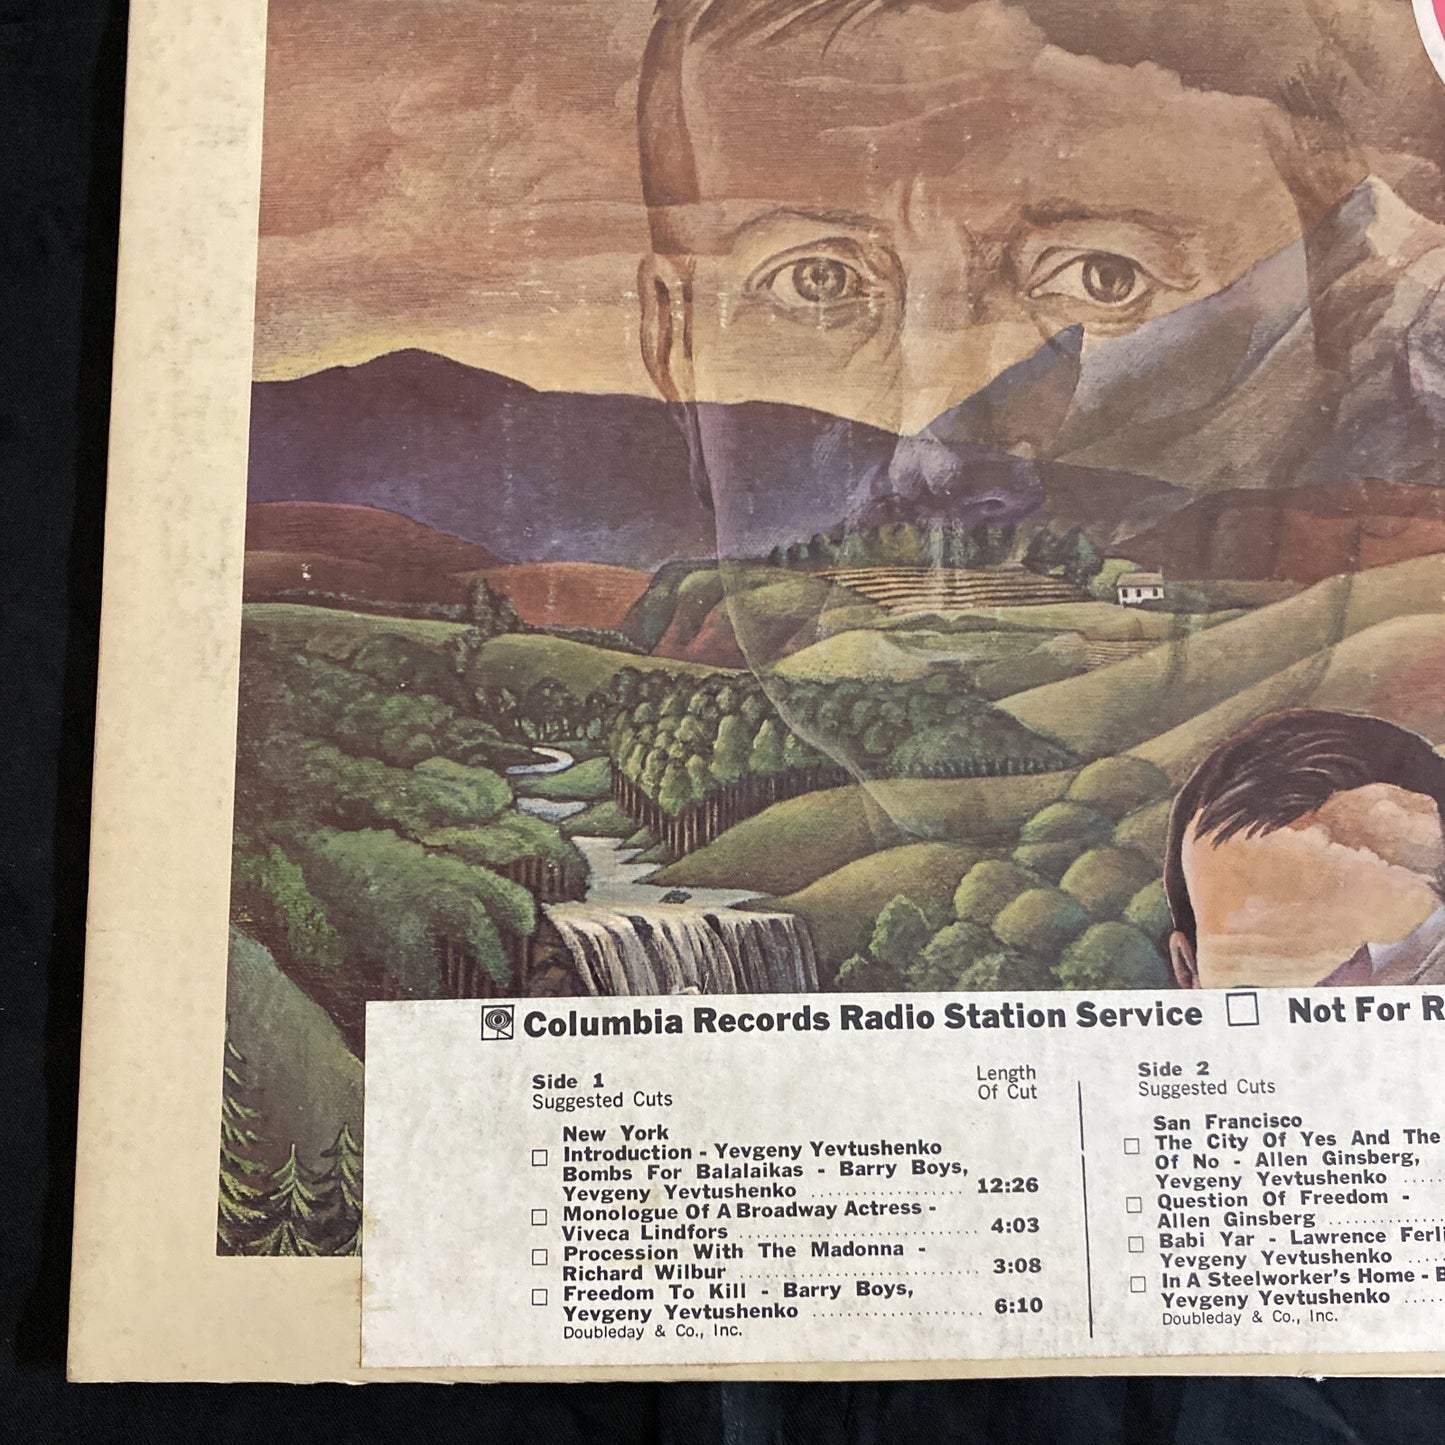 Columbia Records Radio Station Service Not For R
Side 1
Suggested Cuts
Length
Of Cut
New York
Introduction - Yevgeny Yevtushenko
Bombs For Balalaikas - Barry Boys,
Yevgeny Yevtushenko .................. 12:26
Monologue Of A Broadway Actress -
Viveca Lindfors ............................ 4:03
Procession With The Madonna -
Richard Wilbur ............................ 3:08
Freedom To Kill - Barry Boys,
Yevgeny Yevtushenko .................... 6:10
Doubleday & Co., Inc.
Side 2
Suggested Cuts
San Francisco
The City Of Yes And The
Of No - Allen Ginsberg,
Yevgeny Yevtushenko .....
Question Of Freedom -
Allen Ginsberg ..............
Babi Yar - Lawrence Ferli
Yevgeny Yevtushenko .....
In A Steelworker's Home - B
Yevgeny Yevtushenko .....
Doubleday & Co., Inc.